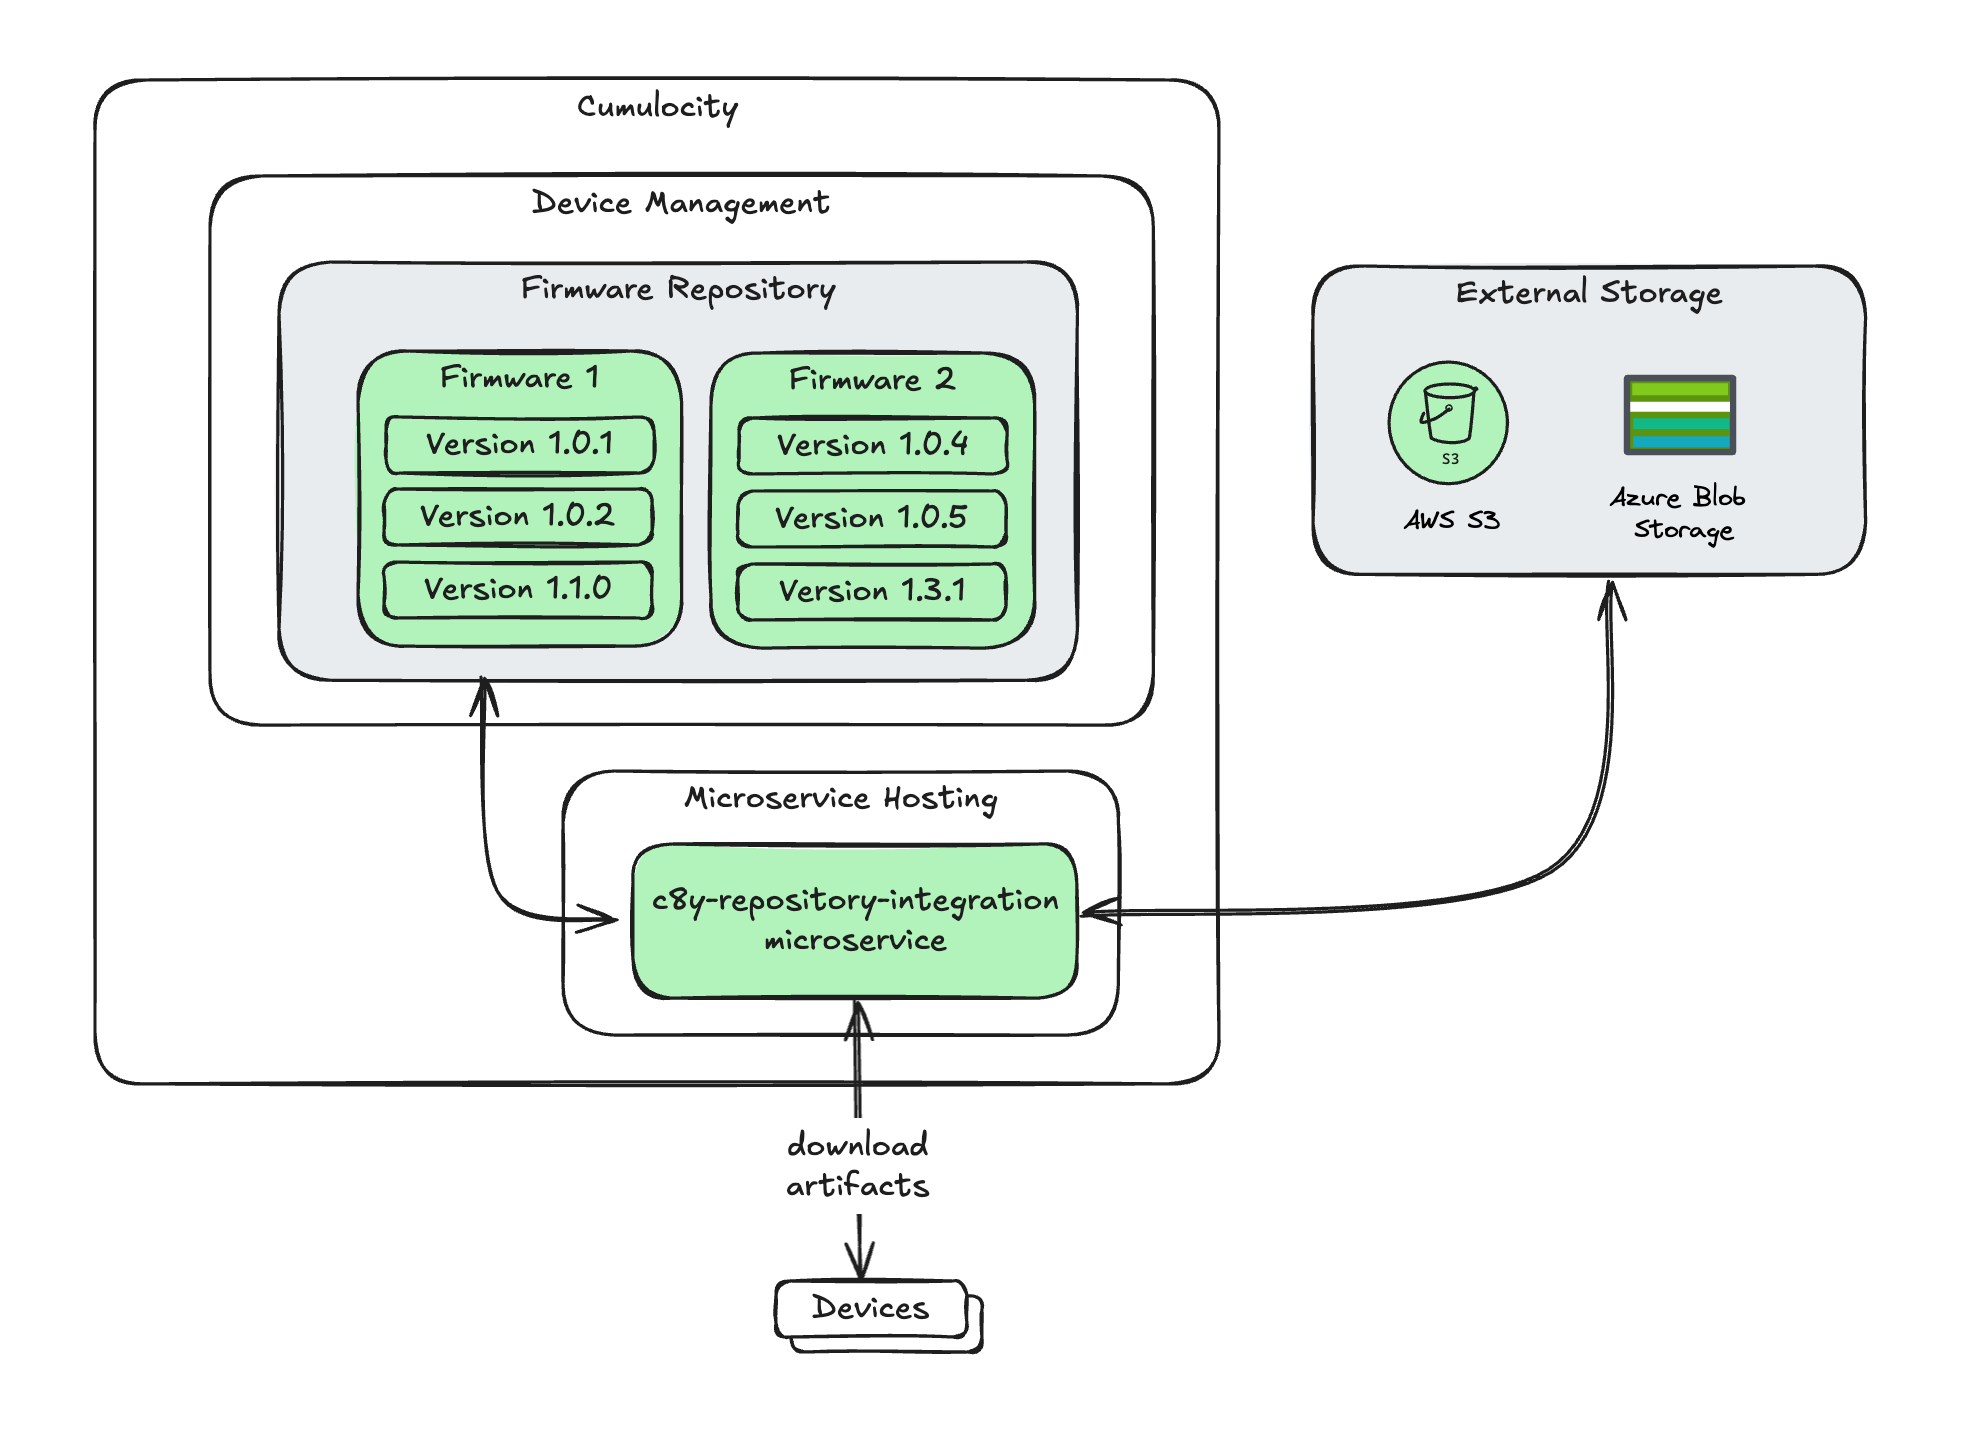 Cumulocity
Device Management
Firmware Repository
Firmware 1
Version 1.0.1
Version 1.0.2
Version 1.1.0
Firmware 2
Version 1.0.4
Version 1.0.5
Version 1.3.1
External Storage
S3
AWS S3
Azure Blob
Storage
Microservice Hosting
c8y-repository-integration
microservice
download
artifacts
Devices